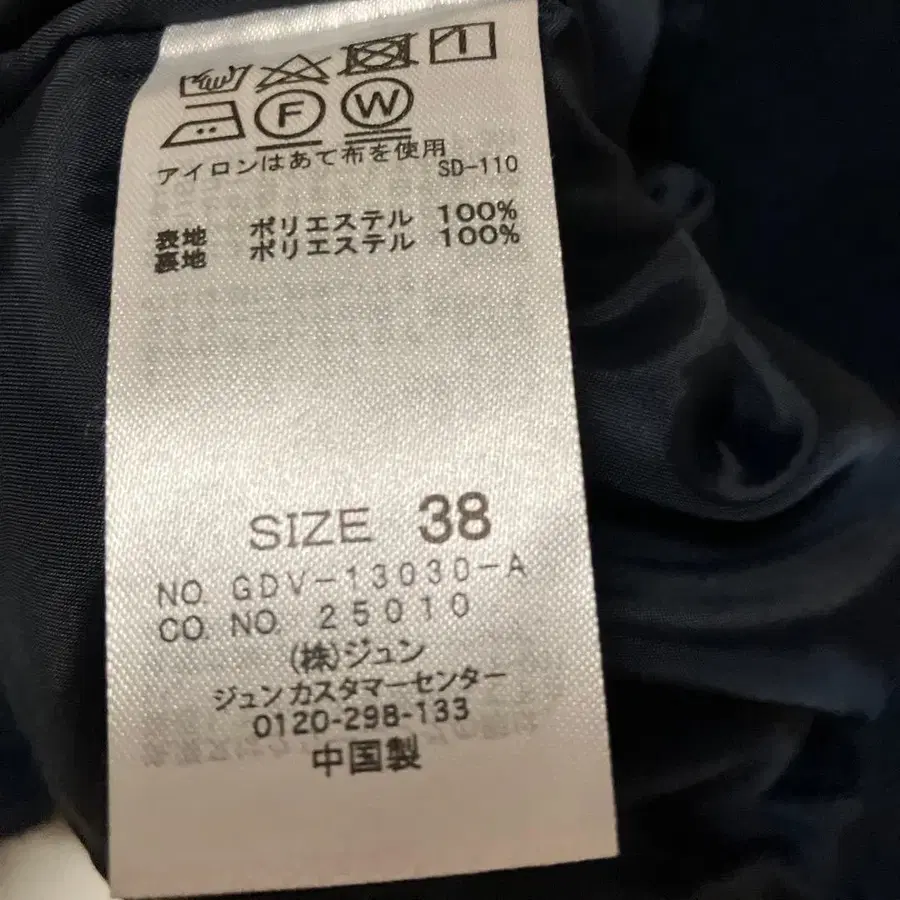 F W
アイロンはあて布を使用
SD-110
表地 ポリエステル 100%
裏地 ポリエステル 100%
SIZE 38
NO. GDV-13030-A
CO. NO. 25010
(株)ジュン
ジュンカスタマーセンター
0120-298-133
中国製